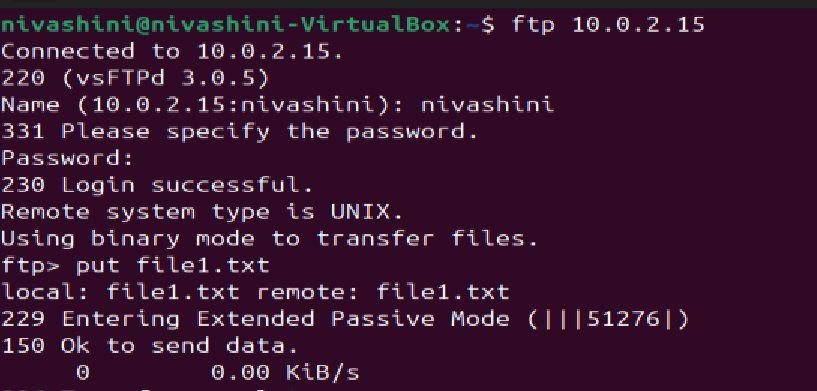 nivashini@nivashini-VirtualBox:~$ ftp 10.0.2.15
Connected to 10.0.2.15.
220 (vsFTPd 3.0.5)
Name (10.0.2.15:nivashini): nivashini
331 Please specify the password.
Password:
230 Login successful.
Remote system type is UNIX.
Using binary mode to transfer files.
ftp> put file1.txt
local: file1.txt remote: file1.txt
229 Entering Extended Passive Mode (|||51276|)
150 Ok to send data.
0 0.00 KiB/s